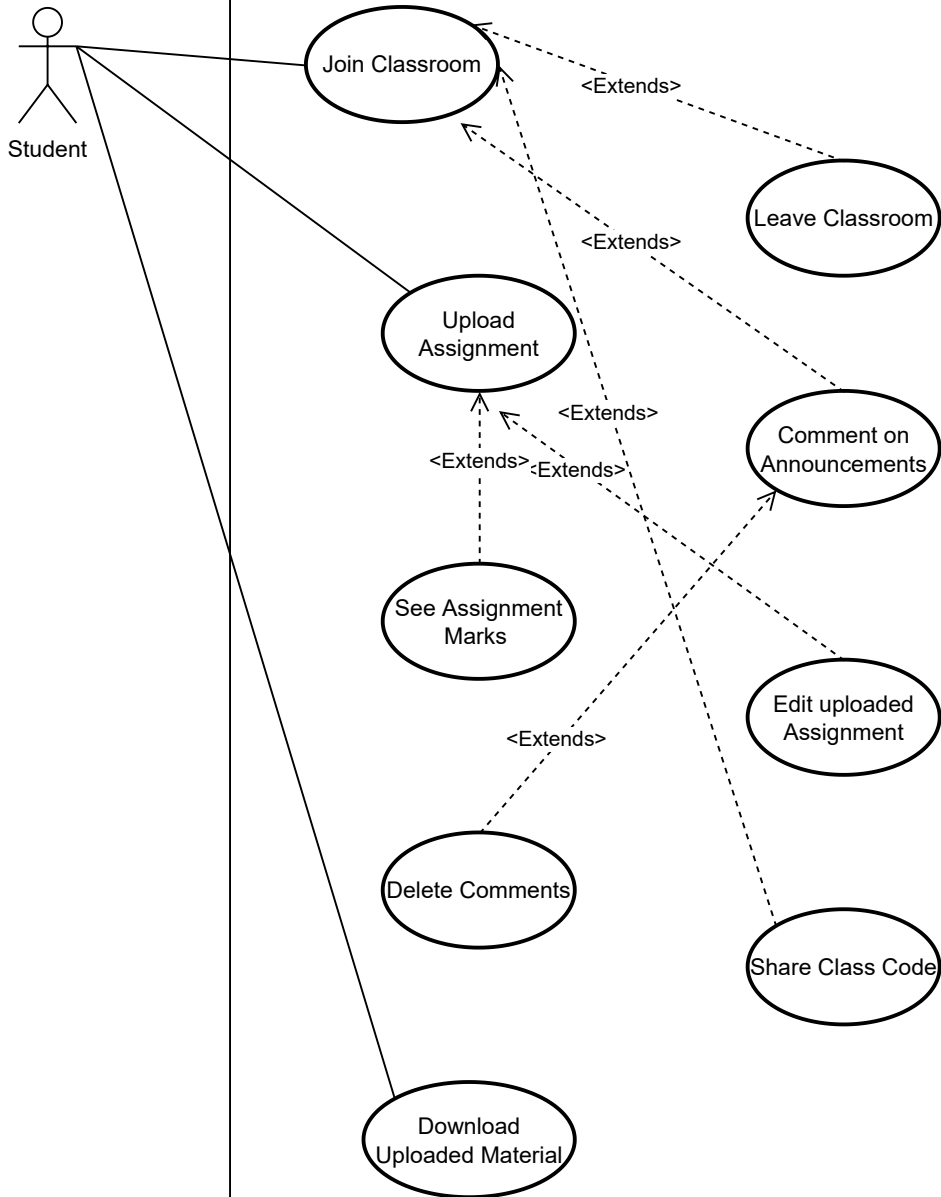 Join Classroom
<Extends>
Student
Leave Classroom
<Extends>
Upload
Assignment
<Extends>
Comment on
Announcements
<Extends>
<Extends>
See Assignment
Marks
Edit uploaded
Assignment
<Extends>
Delete Comments
Share Class Code
Download
Uploaded Material